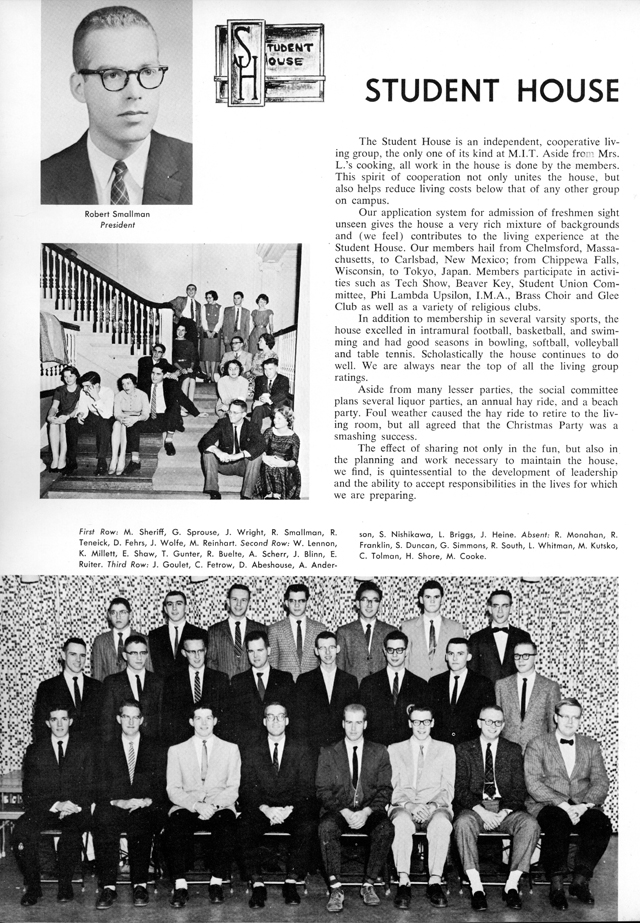 STUDENT
HOUSE
STUDENT HOUSE
Robert Smallman
President
The Student House is an independent, cooperative liv-
ing group, the only one of its kind at M.I.T. Aside from Mrs.
L.'s cooking, all work in the house is done by the members.
This spirit of cooperation not only unites the house, but
also helps reduce living costs below that of any other group
on campus.
Our application system for admission of freshmen sight
unseen gives the house a very rich mixture of backgrounds
and (we feel) contributes to the living experience at the
Student House. Our members hail from Chelmsford, Massa-
chusetts, to Carlsbad, New Mexico; from Chippewa Falls,
Wisconsin, to Tokyo, Japan. Members participate in activi-
ties such as Tech Show, Beaver Key, Student Union Com-
mittee, Phi Lambda Upsilon, I.M.A., Brass Choir and Glee
Club as well as a variety of religious clubs.
In addition to membership in several varsity sports, the
house excelled in intramural football, basketball, and swim-
ming and had good seasons in bowling, softball, volleyball
and table tennis. Scholastically the house continues to do
well. We are always near the top of all the living group
ratings.
Aside from many lesser parties, the social committee
plans several liquor parties, an annual hay ride, and a beach
party. Foul weather caused the hay ride to retire to the liv-
ing room, but all agreed that the Christmas Party was a
smashing success.
The effect of sharing not only in the fun, but also in
the planning and work necessary to maintain the house,
we find, is quintessential to the development of leadership
and the ability to accept responsibilities in the lives for which
we are preparing.
First Row: M. Sheriff, G. Sprouse, J. Wright, R. Smallman, R.
Teneick, D. Fehrs, J. Wolfe, M. Reinhart. Second Row: W. Lennon,
K. Millett, E. Shaw, T. Gunter, R. Buelte, A. Scherr, J. Blinn, E.
Ruiter. Third Row: J. Goulet, C. Fetrow, D. Abeshouse, A. Ander-
son, S. Nishikawa, L. Briggs, J. Heine. Absent: R. Monahan, R.
Franklin, S. Duncan, G. Simmons, R. South, L. Whitman, M. Kutsko,
C. Tolman, H. Shore, M. Cooke.